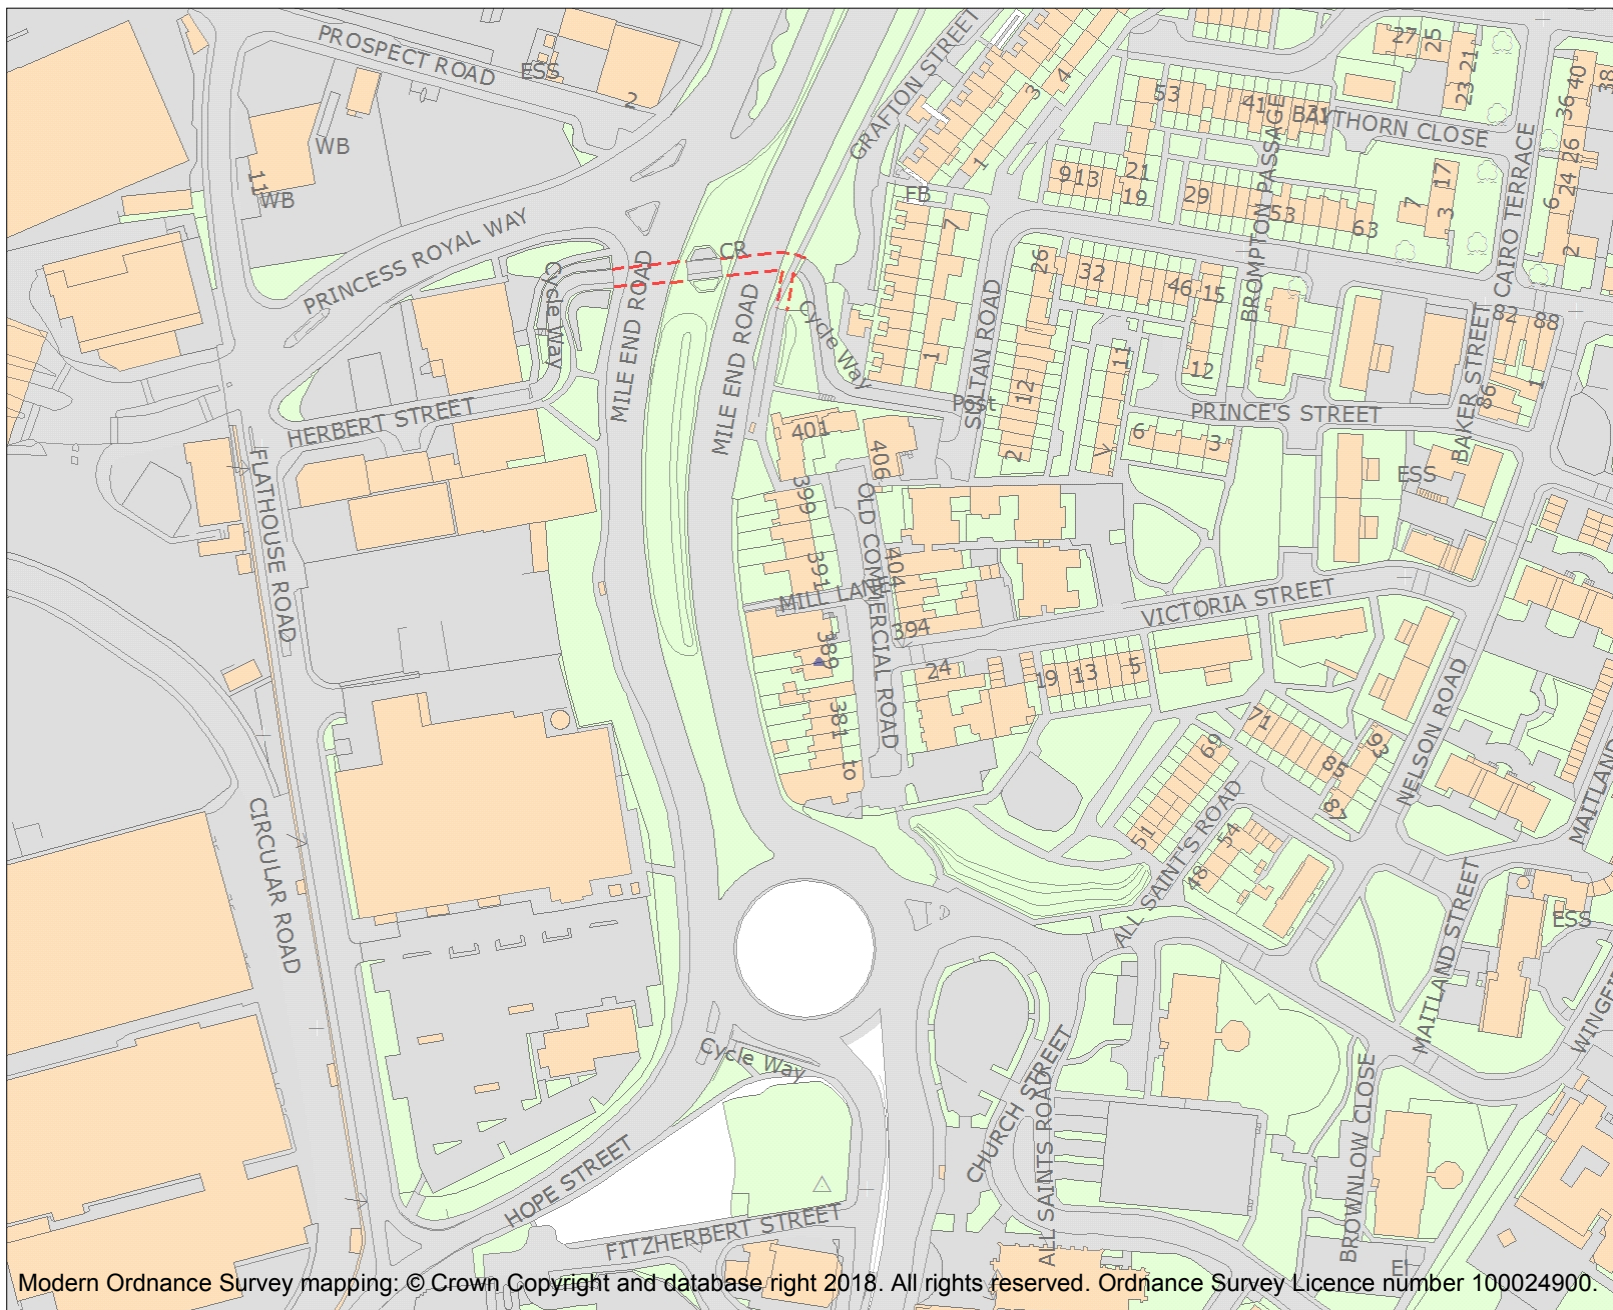 PROSPECT ROAD
ESS
2
GRAFTON STREET
4
3
1
27
25
21
23
40
38
36
26
24
6
2
53
41
31
BAYTHORN CLOSE
WB
11
WB
FB
7
9
13
21
19
29
53
63
BROMPTON PASSAGE
17
7
3
CAIRO TERRACE
PRINCESS ROYAL WAY
Cycle Way
MILE END ROAD
CR
MILE END ROAD
Cycle Way
1
26
32
46
15
12
11
12
2
SULTAN ROAD
Post
82
88
86
1
BAKER STREET
PRINCE'S STREET
6
3
HERBERT STREET
FLATHOUSE ROAD
401
406
399
391
404
OLD COMMERCIAL ROAD
MILL LANE
394
389
381
to
24
19
13
5
VICTORIA STREET
ESS
71
69
85
93
87
51
54
48
NELSON ROAD
MAITLAND
ALL SAINT'S ROAD
MAITLAND STREET
ESS
CIRCULAR ROAD
Cycle Way
CHURCH STREET
ALL SAINTS ROAD
BROWNLOW CLOSE
HOPE STREET
FITZHERBERT STREET
El
Modern Ordnance Survey mapping: © Crown Copyright and database right 2018. All rights reserved. Ordnance Survey Licence number 100024900.